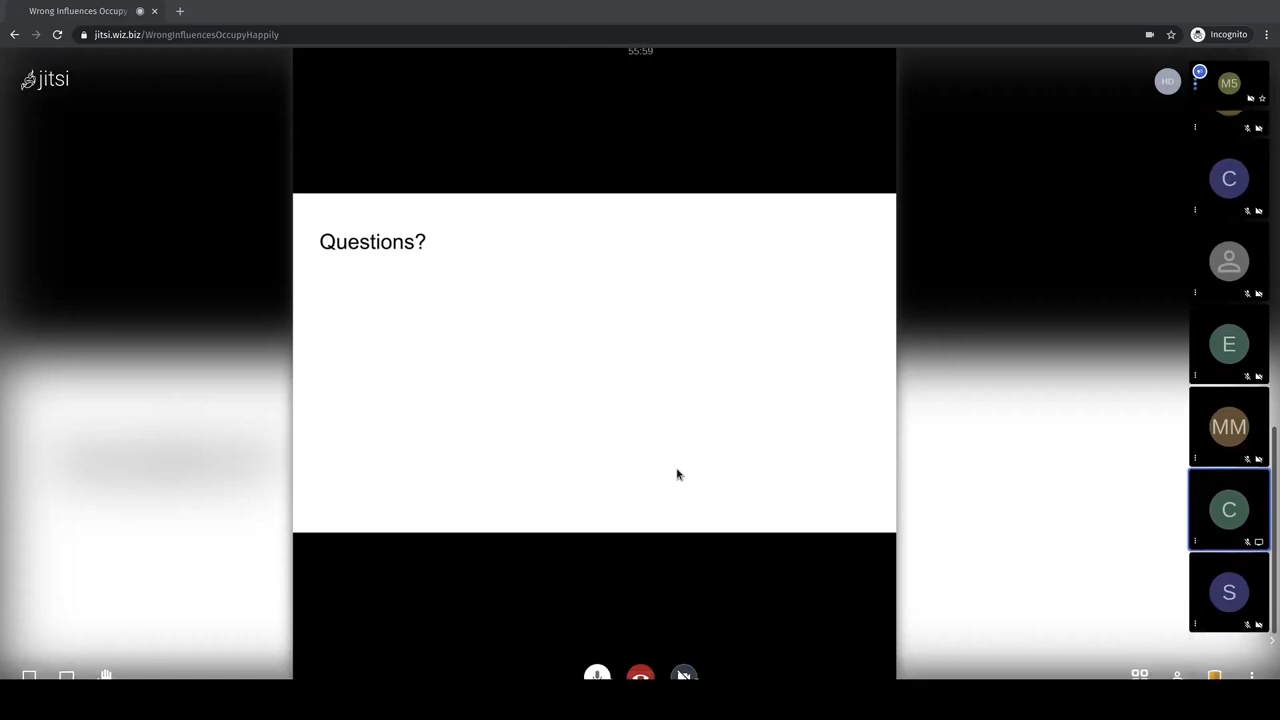 Wrong Influences Occupy
jitsi.wiz.biz/WrongInfluencesOccupyHappily
Incognito
55:59
jitsi
HD
M5
C
Questions?
E
MM
C
S